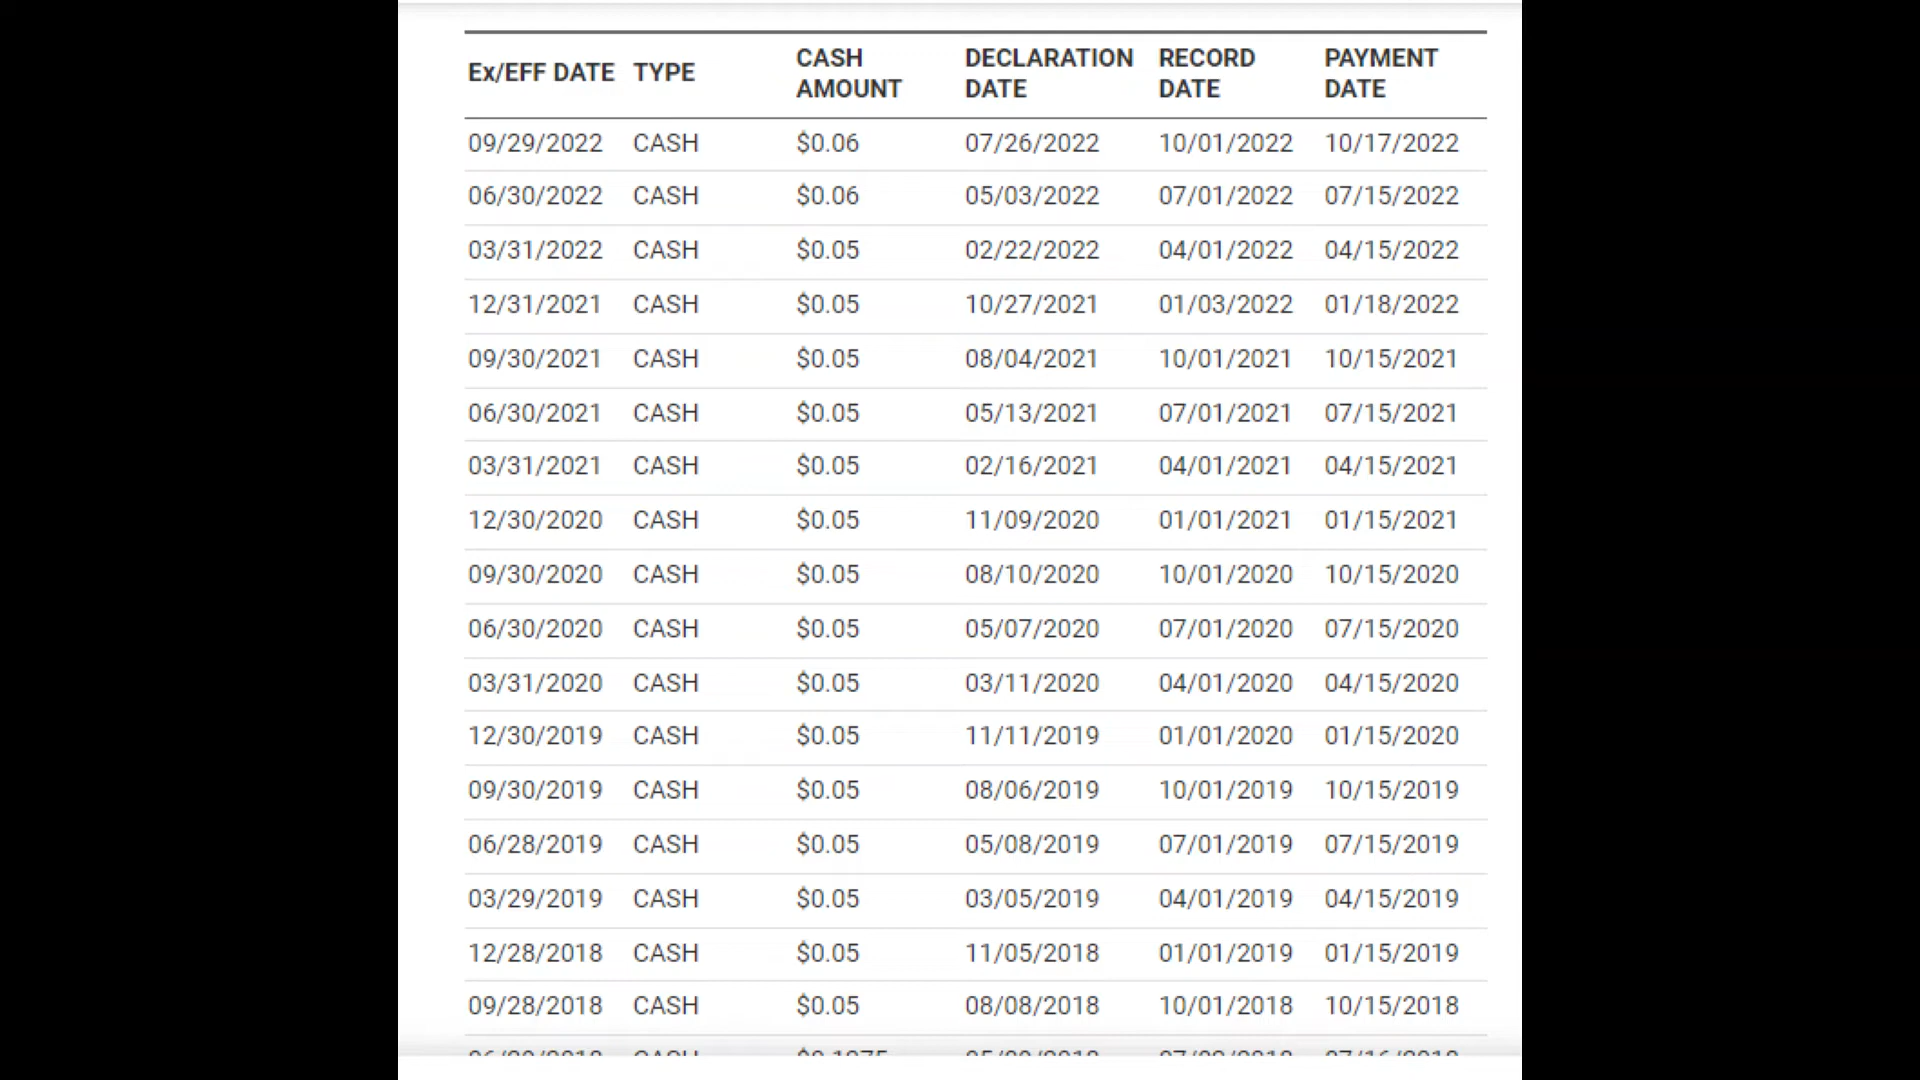 Ex/EFF DATE TYPE CASH AMOUNT DECLARATION DATE RECORD DATE PAYMENT DATE
09/29/2022 CASH $0.06 07/26/2022 10/01/2022 10/17/2022
06/30/2022 CASH $0.06 05/03/2022 07/01/2022 07/15/2022
03/31/2022 CASH $0.05 02/22/2022 04/01/2022 04/15/2022
12/31/2021 CASH $0.05 10/27/2021 01/03/2022 01/18/2022
09/30/2021 CASH $0.05 08/04/2021 10/01/2021 10/15/2021
06/30/2021 CASH $0.05 05/13/2021 07/01/2021 07/15/2021
03/31/2021 CASH $0.05 02/16/2021 04/01/2021 04/15/2021
12/30/2020 CASH $0.05 11/09/2020 01/01/2021 01/15/2021
09/30/2020 CASH $0.05 08/10/2020 10/01/2020 10/15/2020
06/30/2020 CASH $0.05 05/07/2020 07/01/2020 07/15/2020
03/31/2020 CASH $0.05 03/11/2020 04/01/2020 04/15/2020
12/30/2019 CASH $0.05 11/11/2019 01/01/2020 01/15/2020
09/30/2019 CASH $0.05 08/06/2019 10/01/2019 10/15/2019
06/28/2019 CASH $0.05 05/08/2019 07/01/2019 07/15/2019
03/29/2019 CASH $0.05 03/05/2019 04/01/2019 04/15/2019
12/28/2018 CASH $0.05 11/05/2018 01/01/2019 01/15/2019
09/28/2018 CASH $0.05 08/08/2018 10/01/2018 10/15/2018
CASH